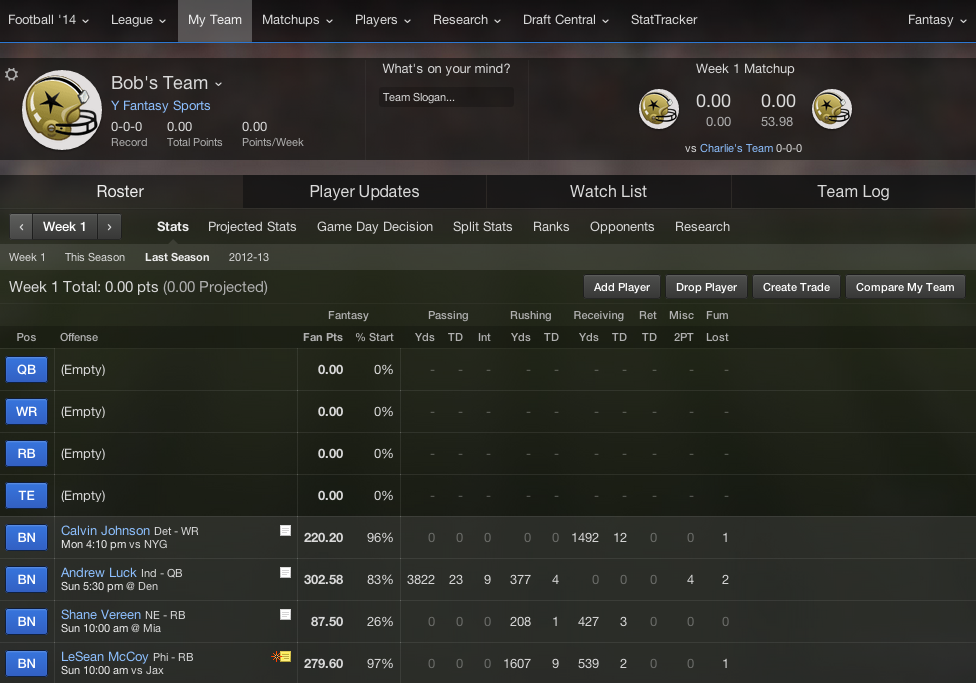 Football '14 League My Team Matchups Players Research Draft Central StatTracker Fantasy
Bob's Team
Y Fantasy Sports
0-0-0 0.00 0.00
Record Total Points Points/Week
What's on your mind?
Team Slogan...
Week 1 Matchup
0.00 0.00
0.00 53.98
vs Charlie's Team 0-0-0
Roster Player Updates Watch List Team Log
‹ Week 1 › Stats Projected Stats Game Day Decision Split Stats Ranks Opponents Research
Week 1 This Season Last Season 2012-13
Week 1 Total: 0.00 pts (0.00 Projected) Add Player Drop Player Create Trade Compare My Team
Fantasy Passing Rushing Receiving Ret Misc Fum
Pos Offense Fan Pts % Start Yds TD Int Yds TD Yds TD TD 2PT Lost
QB (Empty) 0.00 0% - - - - - - - - - -
WR (Empty) 0.00 0% - - - - - - - - - -
RB (Empty) 0.00 0% - - - - - - - - - -
TE (Empty) 0.00 0% - - - - - - - - - -
BN Calvin Johnson Det - WR 220.20 96% 0 0 0 0 0 1492 12 0 0 1
Mon 4:10 pm vs NYG
BN Andrew Luck Ind - QB 302.58 83% 3822 23 9 377 4 0 0 0 4 2
Sun 5:30 pm @ Den
BN Shane Vereen NE - RB 87.50 26% 0 0 0 208 1 427 3 0 0 0
Sun 10:00 am @ Mia
BN LeSean McCoy Phi - RB 279.60 97% 0 0 0 1607 9 539 2 0 0 1
Sun 10:00 am vs Jax